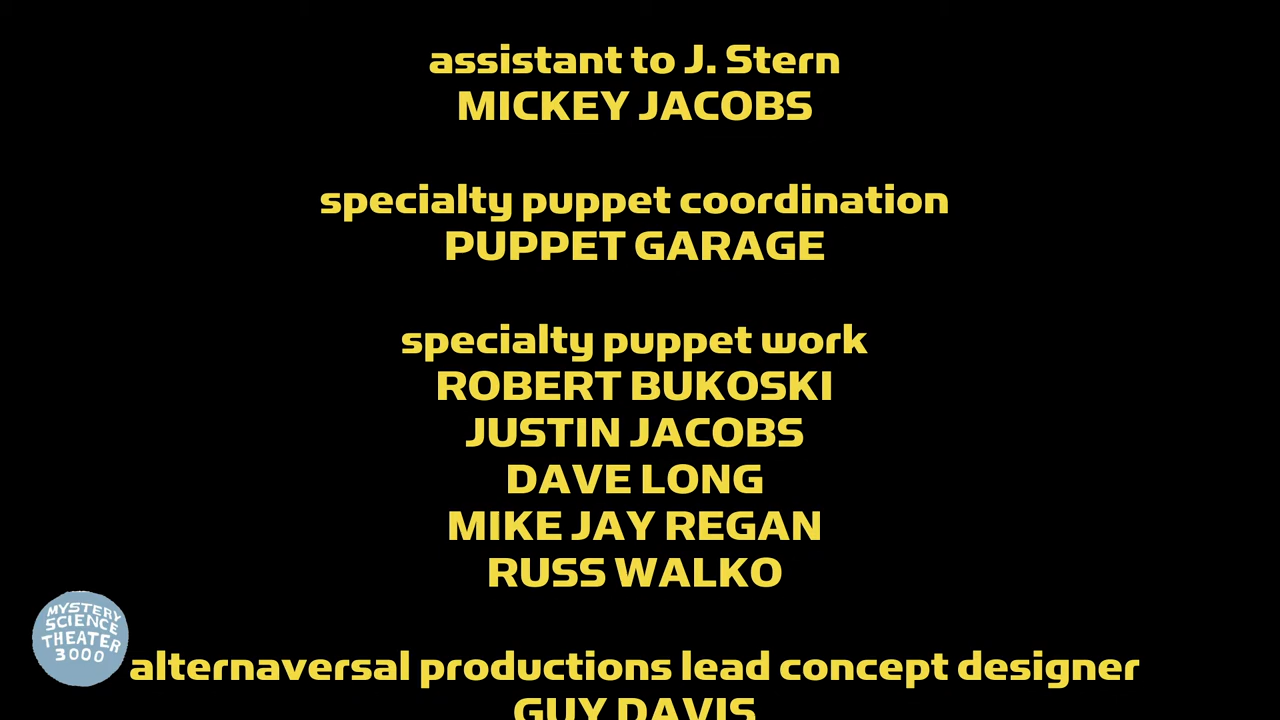 assistant to J. Stern
MICKEY JACOBS
specialty puppet coordination
PUPPET GARAGE
specialty puppet work
ROBERT BUKOSKI
JUSTIN JACOBS
DAVE LONG
MIKE JAY REGAN
RUSS WALKO
MYSTERY
SCIENCE
THEATER
3000
alternaversal productions lead concept designer
GUY DAVIS